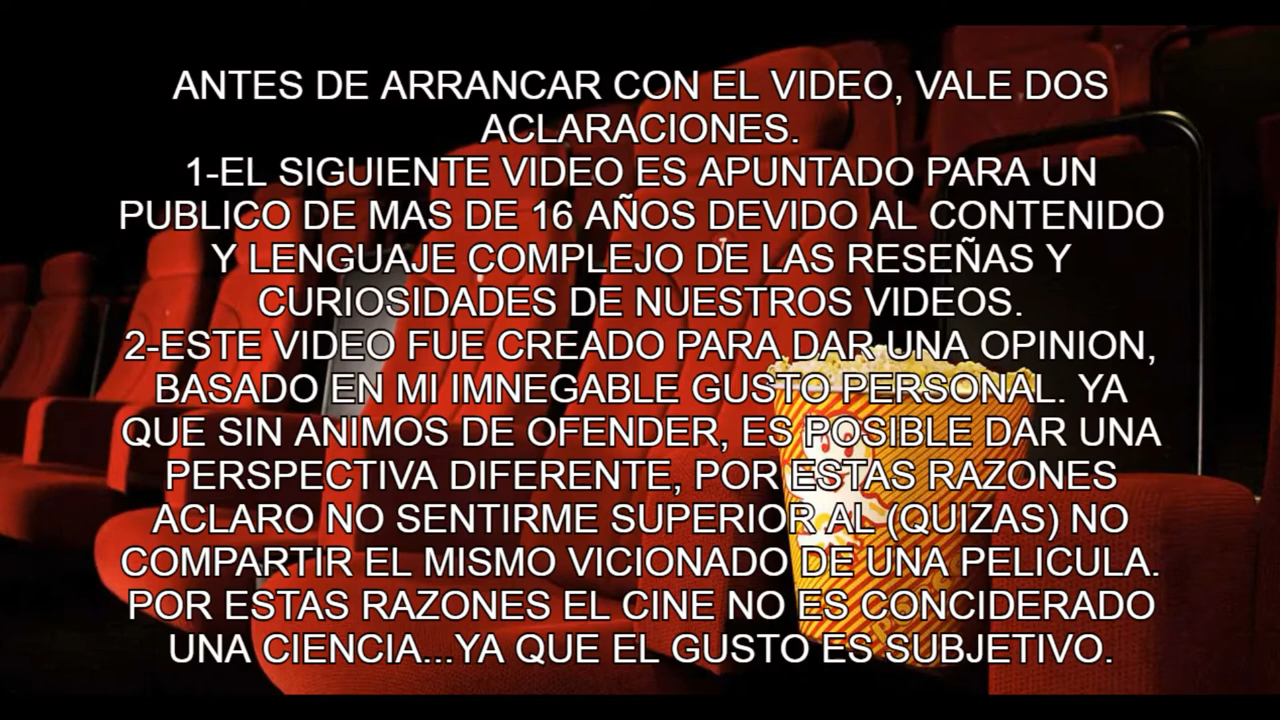 ANTES DE ARRANCAR CON EL VIDEO, VALE DOS
ACLARACIONES.
1-EL SIGUIENTE VIDEO ES APUNTADO PARA UN
PUBLICO DE MAS DE 16 AÑOS DEVIDO AL CONTENIDO
Y LENGUAJE COMPLEJO DE LAS RESEÑAS Y
CURIOSIDADES DE NUESTROS VIDEOS.
2-ESTE VIDEO FUE CREADO PARA DAR UNA OPINION,
BASADO EN MI IMNEGABLE GUSTO PERSONAL. YA
QUE SIN ANIMOS DE OFENDER, ES POSIBLE DAR UNA
PERSPECTIVA DIFERENTE, POR ESTAS RAZONES
ACLARO NO SENTIRME SUPERIOR AL (QUIZAS) NO
COMPARTIR EL MISMO VICIONADO DE UNA PELICULA.
POR ESTAS RAZONES EL CINE NO ES CONCIDERADO
UNA CIENCIA...YA QUE EL GUSTO ES SUBJETIVO.